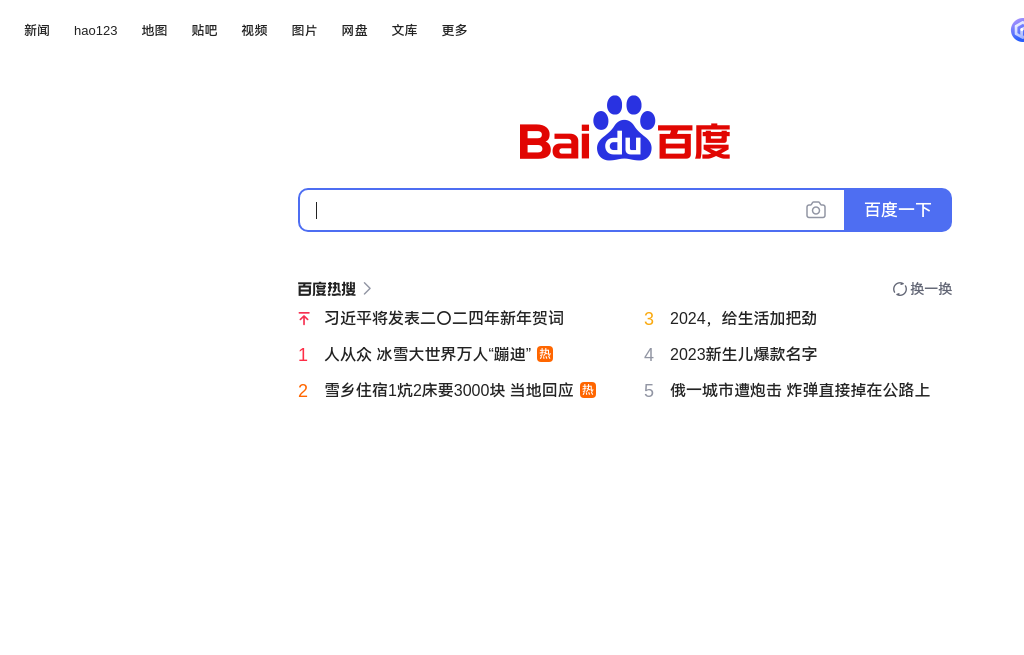 新闻 hao123 地图 贴吧 视频 图片 网盘 文库 更多
Bai du 百度
百度一下
百度热搜
换一换
习近平将发表二〇二四年新年贺词
1 人从众 冰雪大世界万人“蹦迪” 热
2 雪乡住宿1炕2床要3000块 当地回应 热
3 2024，给生活加把劲
4 2023新生儿爆款名字
5 俄一城市遭炮击 炸弹直接掉在公路上